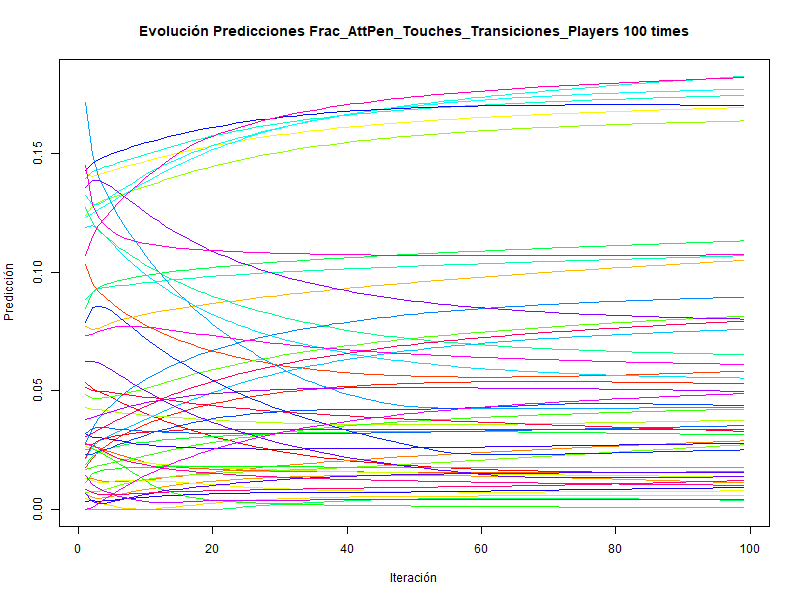 Evolución Predicciones Frac_AttPen_Touches_Transiciones_Players 100 times
Predicción
0.15
0.10
0.05
0.00
0 20 40 60 80 100
Iteración